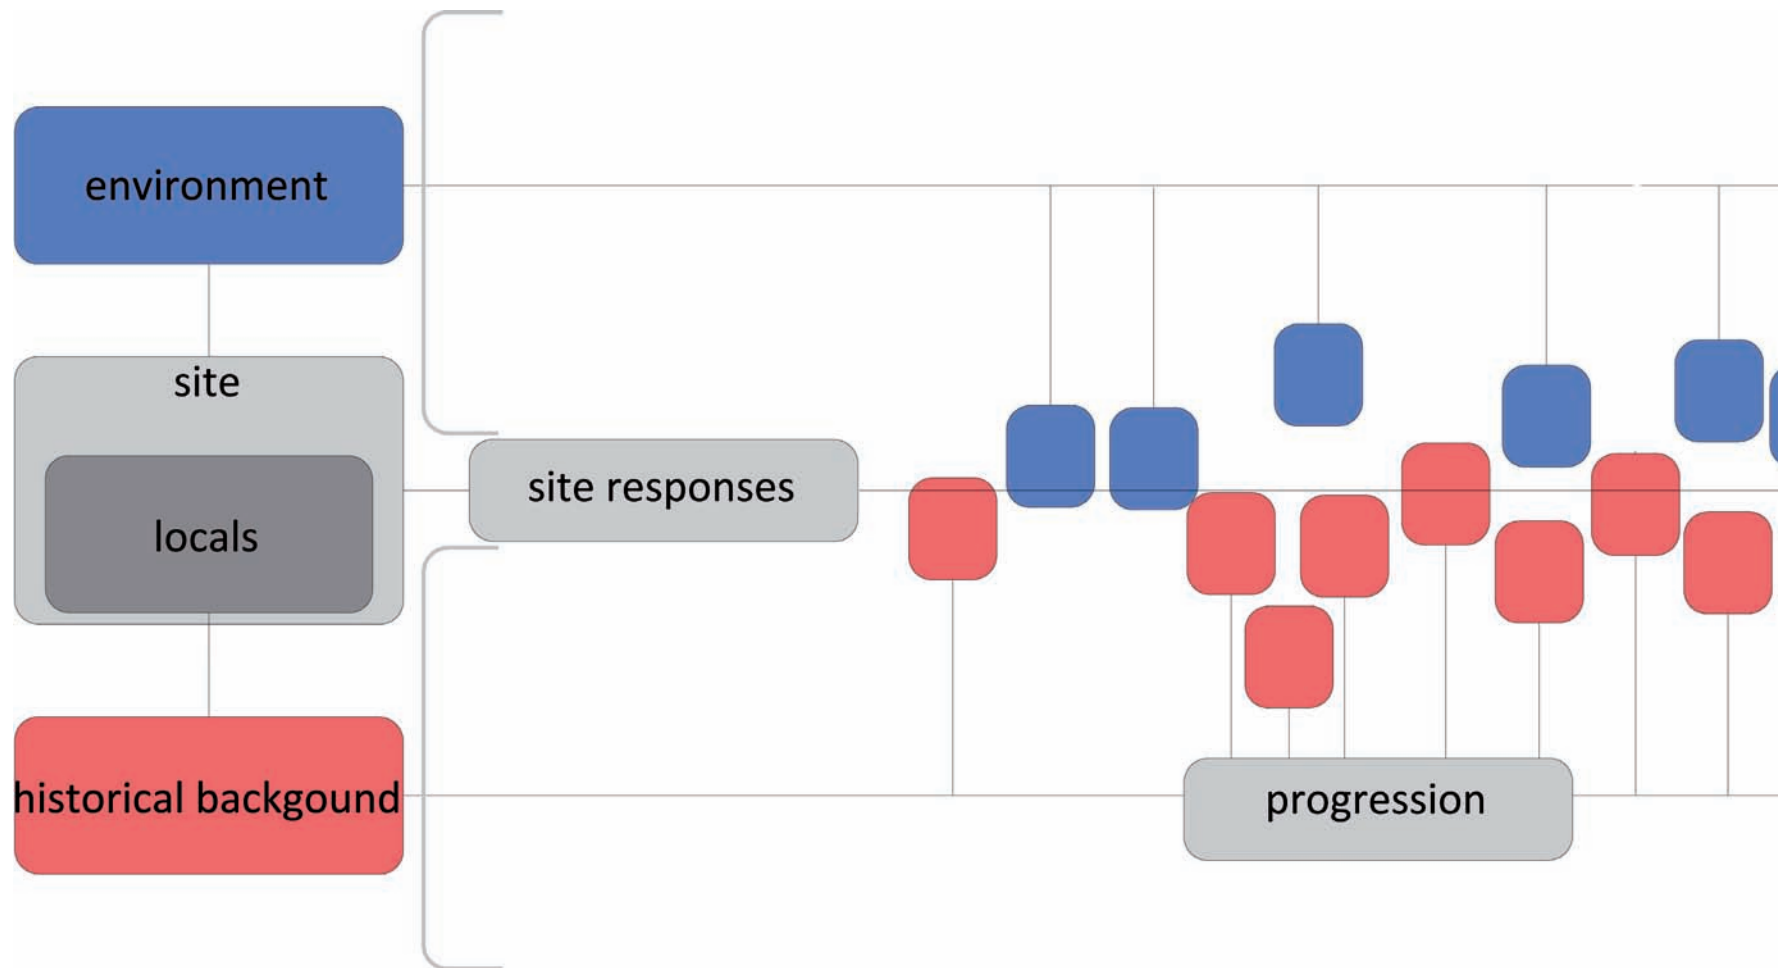 environment
site
locals
site responses
historical backgound
progression